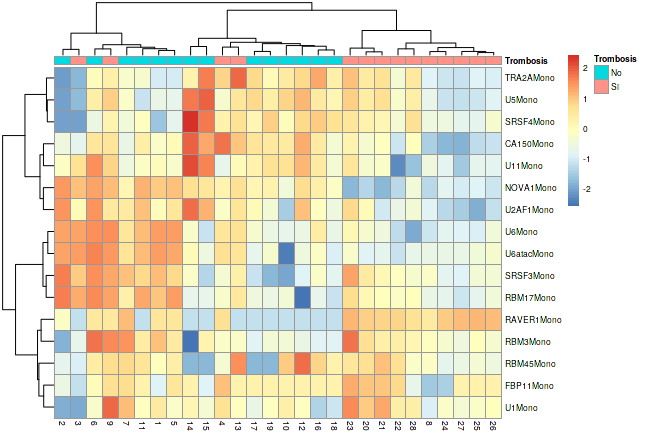 Trombosis
TRA2AMono
U5Mono
SRSF4Mono
CA150Mono
U11Mono
NOVA1Mono
U2AF1Mono
U6Mono
U6atacMono
SRSF3Mono
RBM17Mono
RAVER1Mono
RBM3Mono
RBM45Mono
FBP11Mono
U1Mono
2 3 6 9 7 11 1 5 14 15 4 13 17 19 10 12 16 18 23 20 21 22 28 8 24 27 25 26
2
1
0
-1
-2
Trombosis
No
SI